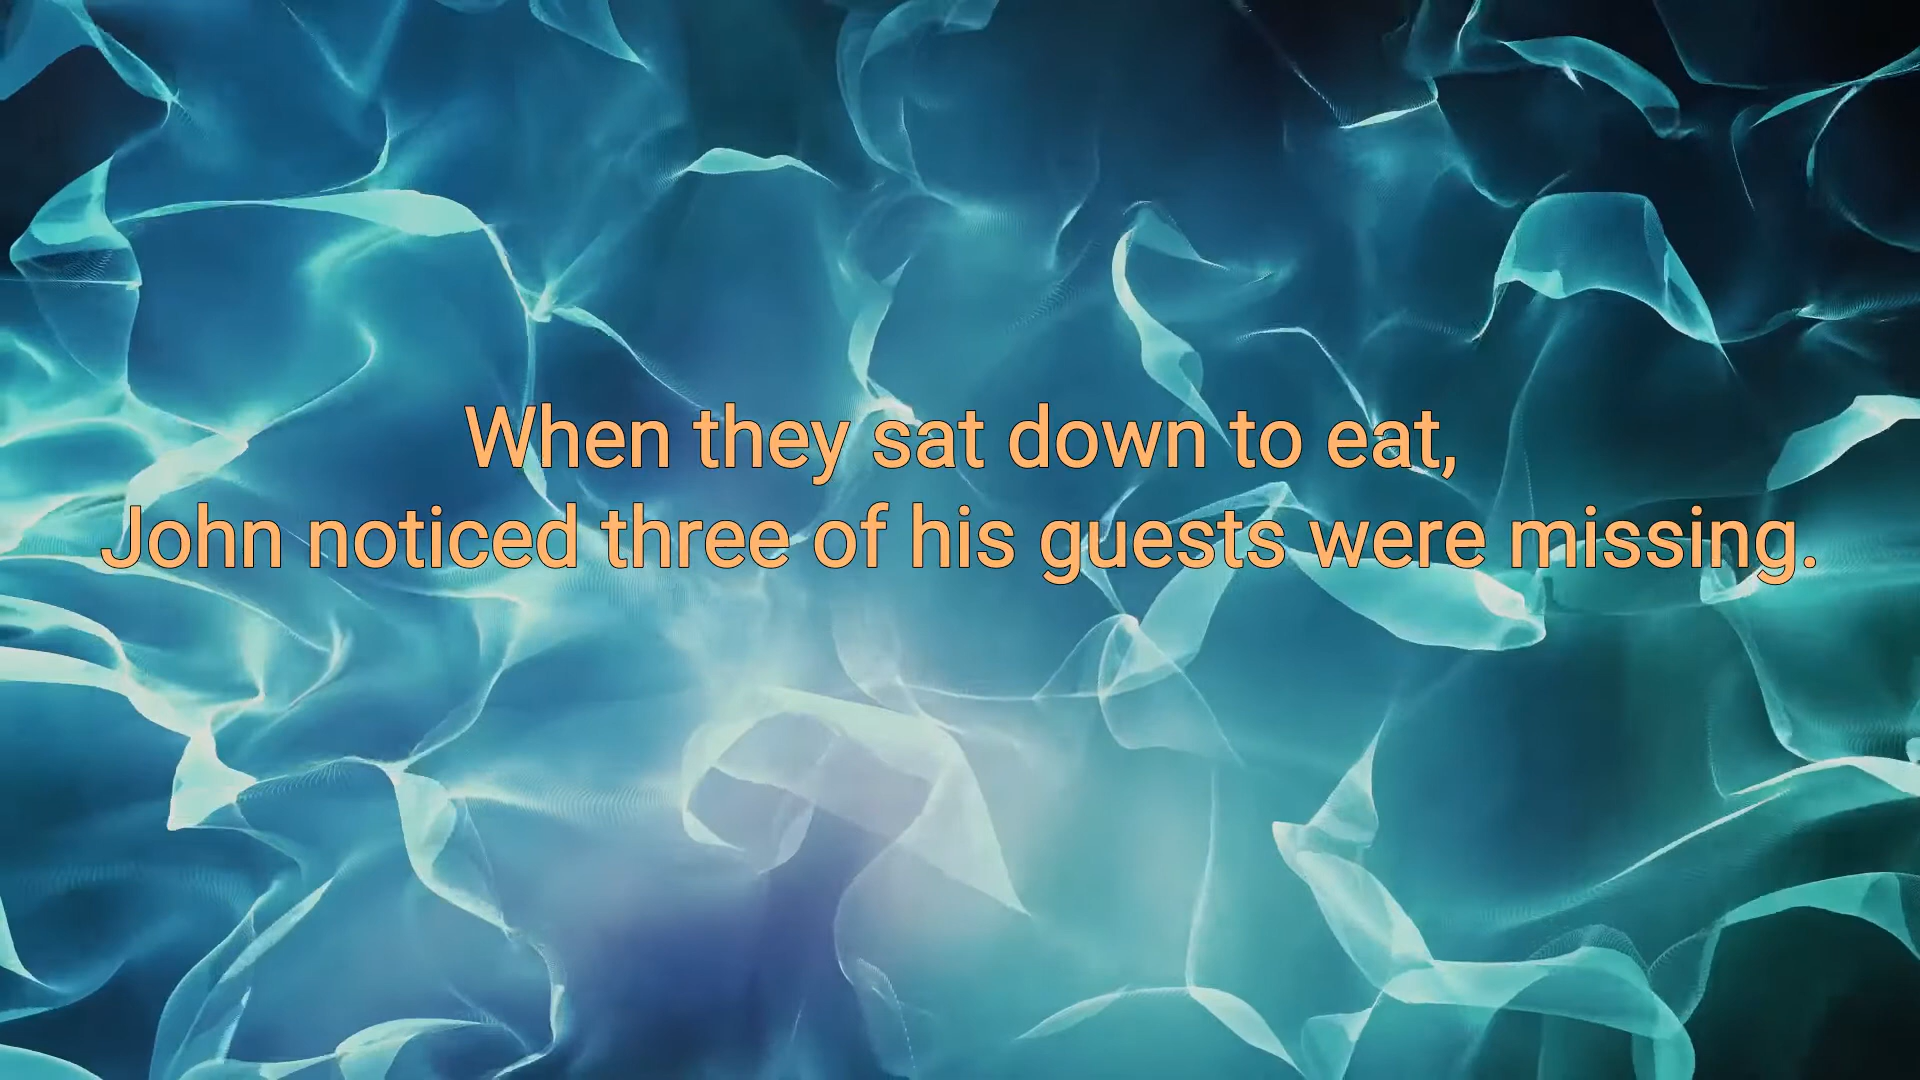 When they sat down to eat,
John noticed three of his guests were missing.